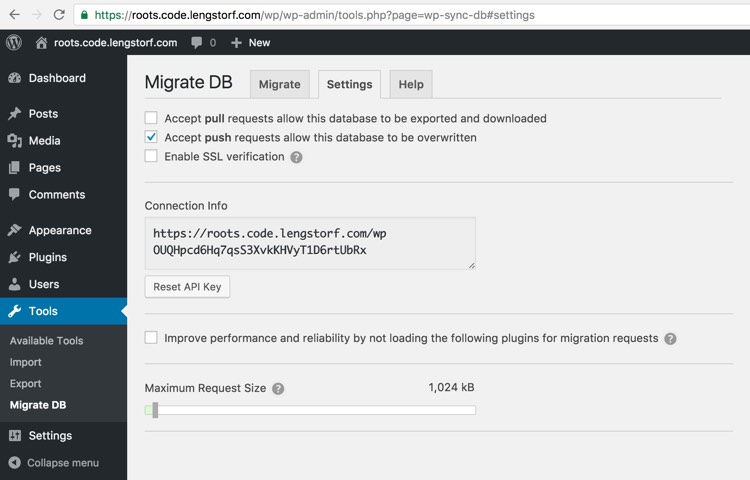 https://roots.code.lengstorf.com/wp/wp-admin/tools.php?page=wp-sync-db#settings
roots.code.lengstorf.com 0 + New
Dashboard
Posts
Media
Pages
Comments
Appearance
Plugins
Users
Tools
Available Tools
Import
Export
Migrate DB
Settings
Collapse menu
Migrate DB Migrate Settings Help
Accept pull requests allow this database to be exported and downloaded
Accept push requests allow this database to be overwritten
Enable SSL verification ?
Connection Info
https://roots.code.lengstorf.com/wp
OUQHpcd6Hq7qsS3XvkKHVyT1D6rtUbRx
Reset API Key
Improve performance and reliability by not loading the following plugins for migration requests ?
Maximum Request Size ? 1,024 kB